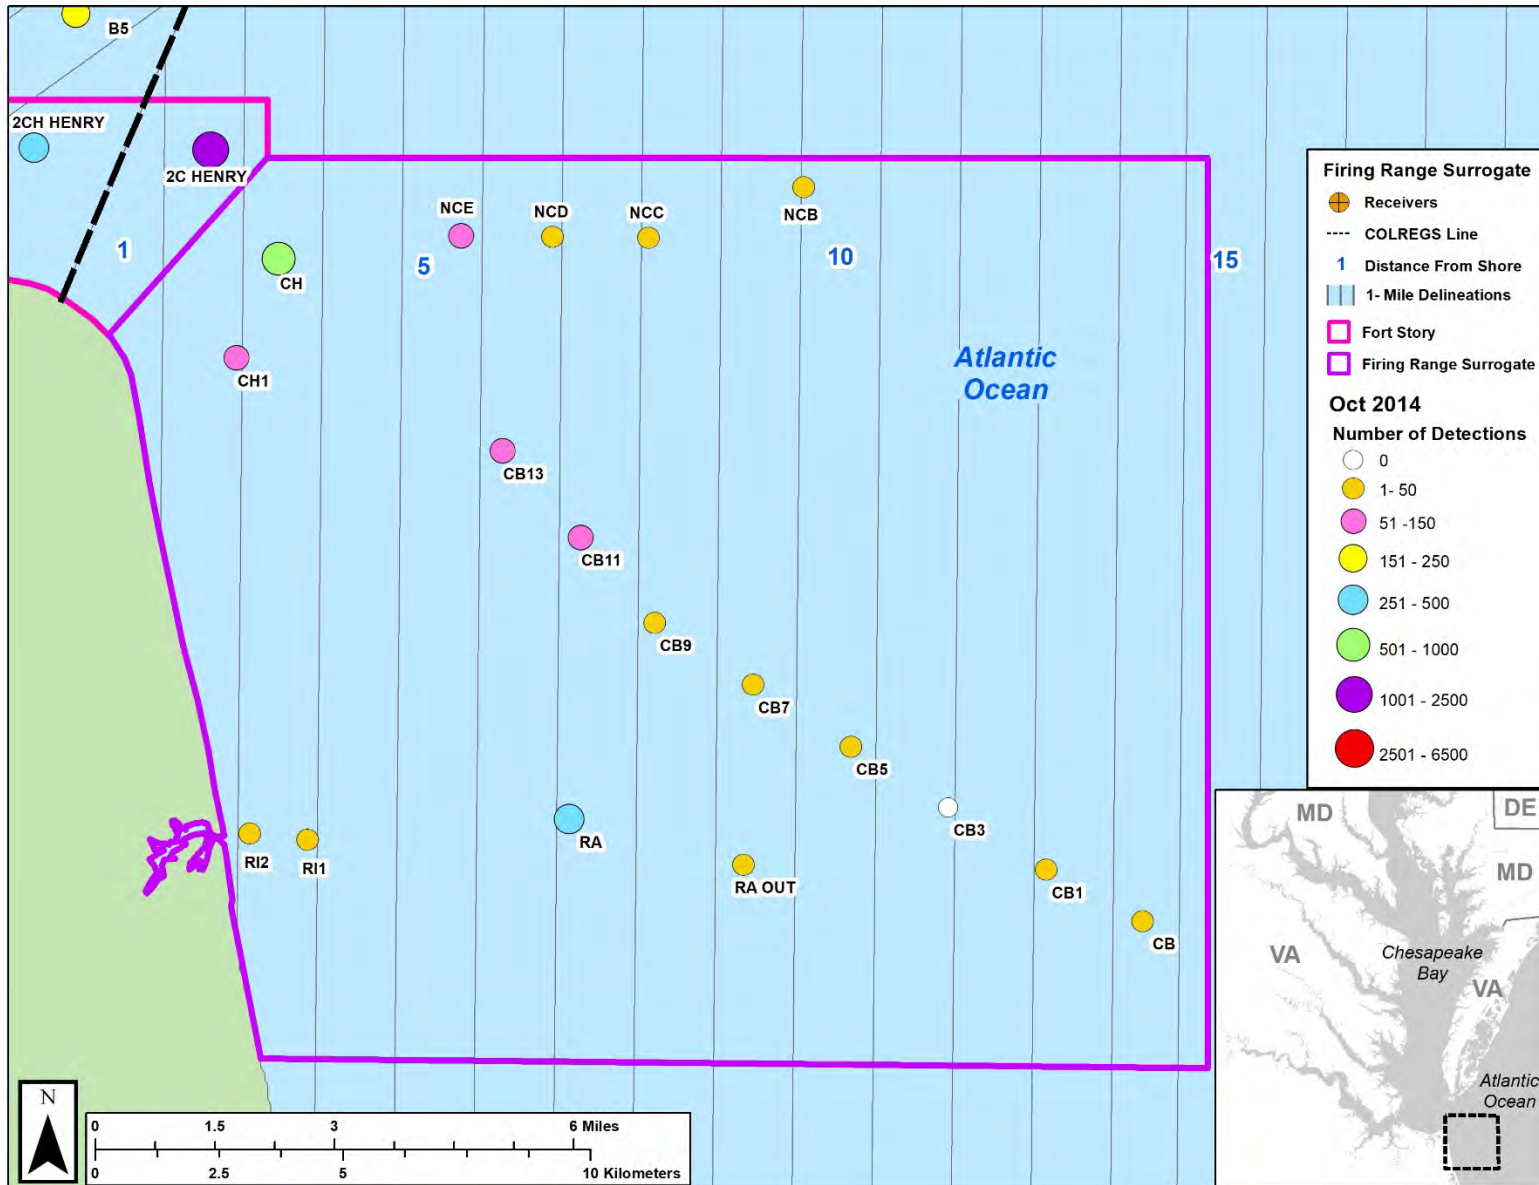 B5
2CH HENRY
2C HENRY
1
CH
CH1
NCE
NCD
NCC
NCB
5
10
15
Atlantic
Ocean
CB13
CB11
CB9
CB7
CB5
CB3
CB1
CB
RI2
RI1
RA
RA OUT
Firing Range Surrogate
Receivers
COLREGS Line
1 Distance From Shore
1- Mile Delineations
Fort Story
Firing Range Surrogate
Oct 2014
Number of Detections
0
1- 50
51 -150
151 - 250
251 - 500
501 - 1000
1001 - 2500
2501 - 6500
N
0 1.5 3 6 Miles
0 2.5 5 10 Kilometers
MD
DE
MD
VA
Chesapeake
Bay
VA
Atlantic
Ocean